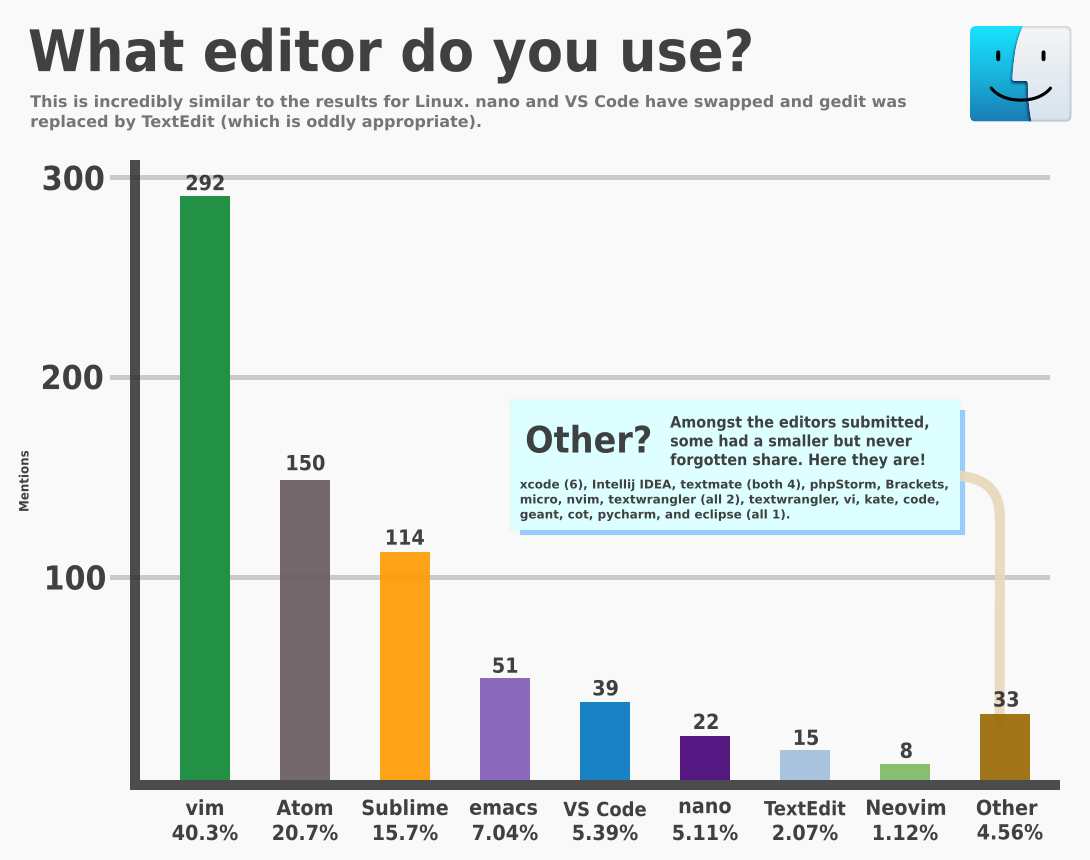 What editor do you use?
This is incredibly similar to the results for Linux. nano and VS Code have swapped and gedit was
replaced by TextEdit (which is oddly appropriate).
300
200
100
Mentions
292
150
114
51
39
22
15
8
33
Other?
Amongst the editors submitted,
some had a smaller but never
forgotten share. Here they are!
xcode (6), Intellij IDEA, textmate (both 4), phpStorm, Brackets,
micro, nvim, textwrangler (all 2), textwrangler, vi, kate, code,
geant, cot, pycharm, and eclipse (all 1).
vim
40.3%
Atom
20.7%
Sublime
15.7%
emacs
7.04%
VS Code
5.39%
nano
5.11%
TextEdit
2.07%
Neovim
1.12%
Other
4.56%